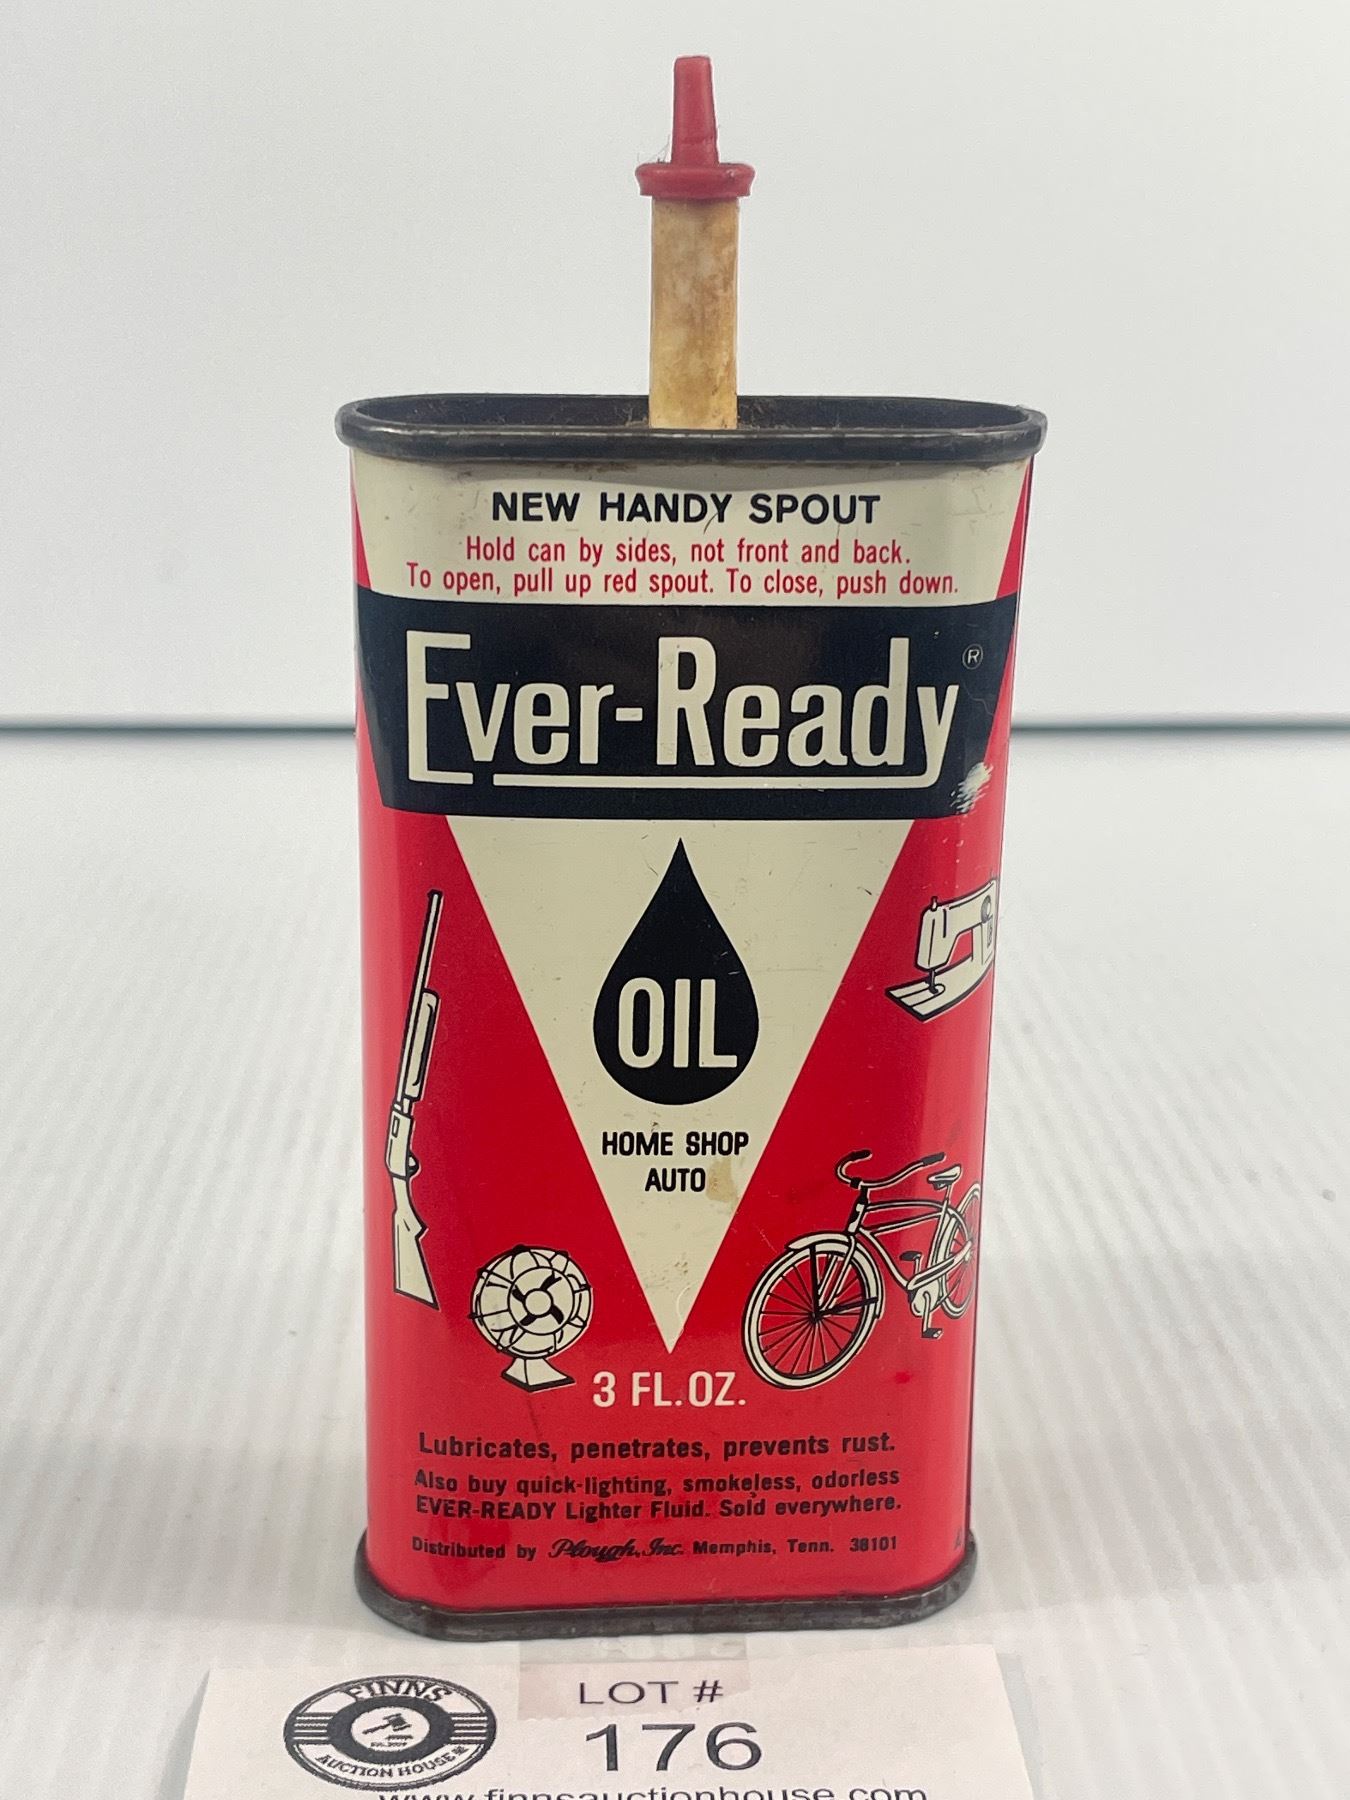 NEW HANDY SPOUT
Hold can by sides, not front and back.
To open, pull up red spout. To close, push down.
Ever-Ready ®
OIL
HOME SHOP
AUTO
3 FL.OZ.
Lubricates, penetrates, prevents rust.
Also buy quick-lighting, smokeless, odorless
EVER-READY Lighter Fluid. Sold everywhere.
Distributed by Plough, Inc. Memphis, Tenn. 38101
FINNS
AUCTION HOUSE
LOT #
176
www.finnsauctionhouse.com